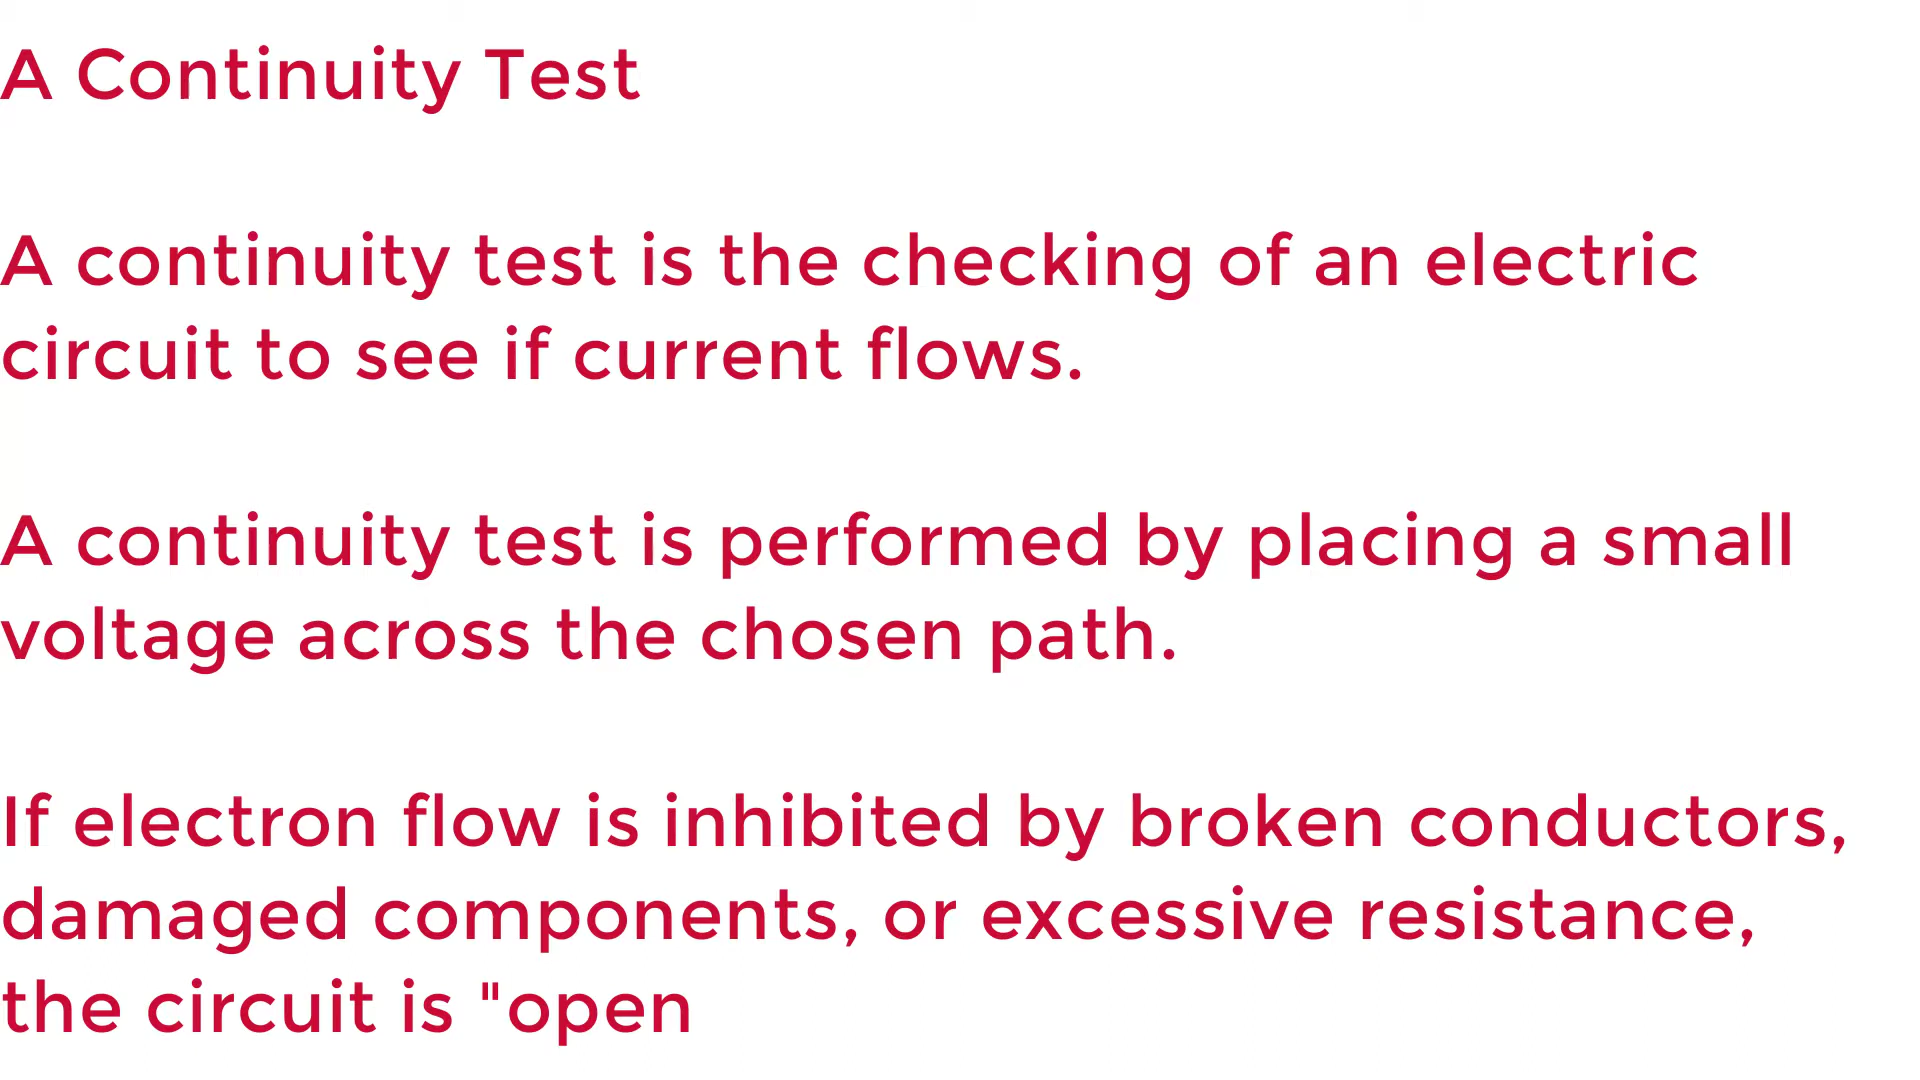 A Continuity Test
A continuity test is the checking of an electric
circuit to see if current flows.
A continuity test is performed by placing a small
voltage across the chosen path.
If electron flow is inhibited by broken conductors,
damaged components, or excessive resistance,
the circuit is "open